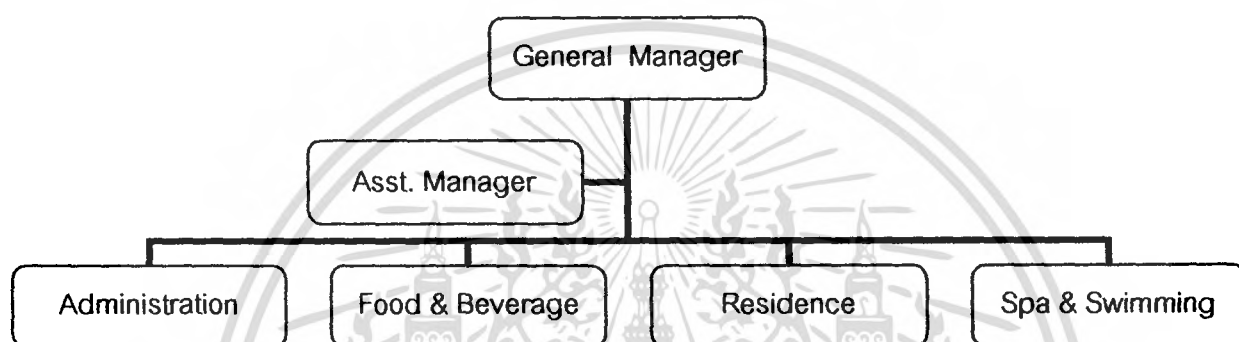 General Manager
Asst. Manager
Administration
Food & Beverage
Residence
Spa & Swimming